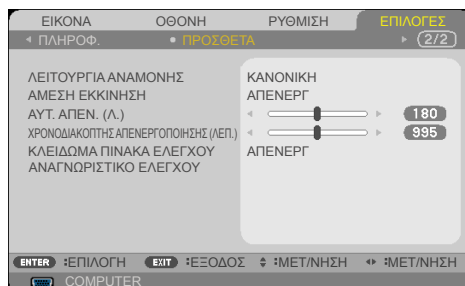 ΕΙΚΟΝΑ ΟΘΟΝΗ ΡΥΘΜΙΣΗ ΕΠΙΛΟΓΕΣ
ΠΛΗΡΟΦ. • ΠΡΟΣΘΕΤΑ (2/2)
ΛΕΙΤΟΥΡΓΙΑ ΑΝΑΜΟΝΗΣ ΚΑΝΟΝΙΚΗ
ΑΜΕΣΗ ΕΚΚΙΝΗΣΗ ΑΠΕΝΕΡΓ
ΑΥΤ. ΑΠΕΝ. (Λ.) 180
ΧΡΟΝΟΔΙΑΚΟΠΤΗΣ ΑΠΕΝΕΡΓΟΠΟΙΗΣΗΣ (ΛΕΠ.) 995
ΚΛΕΙΔΩΜΑ ΠΙΝΑΚΑ ΕΛΕΓΧΟΥ ΑΠΕΝΕΡΓ
ΑΝΑΓΝΩΡΙΣΤΙΚΟ ΕΛΕΓΧΟΥ
ENTER :ΕΠΙΛΟΓΗ EXIT :ΕΞΟΔΟΣ :ΜΕΤ/ΝΗΣΗ :ΜΕΤ/ΝΗΣΗ
COMPUTER